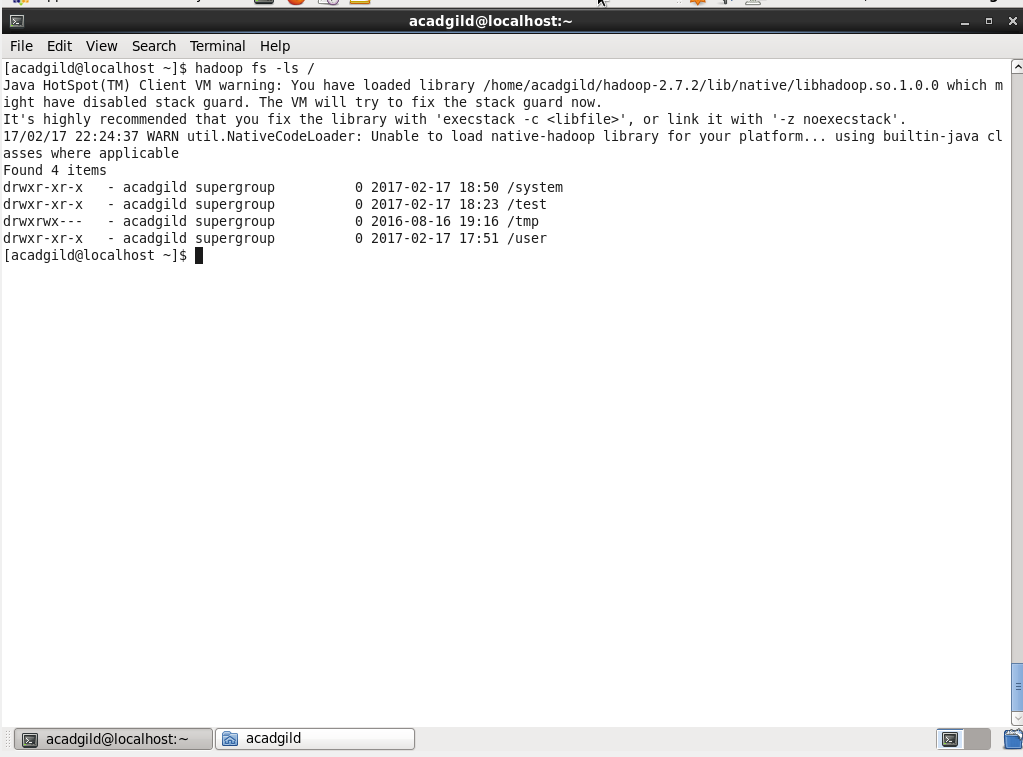 acadgild@localhost:~
File Edit View Search Terminal Help
[acadgild@localhost ~]$ hadoop fs -ls /
Java HotSpot(TM) Client VM warning: You have loaded library /home/acadgild/hadoop-2.7.2/lib/native/libhadoop.so.1.0.0 which m
ight have disabled stack guard. The VM will try to fix the stack guard now.
It's highly recommended that you fix the library with 'execstack -c <libfile>', or link it with '-z noexecstack'.
17/02/17 22:24:37 WARN util.NativeCodeLoader: Unable to load native-hadoop library for your platform... using builtin-java cl
asses where applicable
Found 4 items
drwxr-xr-x   - acadgild supergroup          0 2017-02-17 18:50 /system
drwxr-xr-x   - acadgild supergroup          0 2017-02-17 18:23 /test
drwxrwx---   - acadgild supergroup          0 2016-08-16 19:16 /tmp
drwxr-xr-x   - acadgild supergroup          0 2017-02-17 17:51 /user
[acadgild@localhost ~]$
acadgild@localhost:~ acadgild